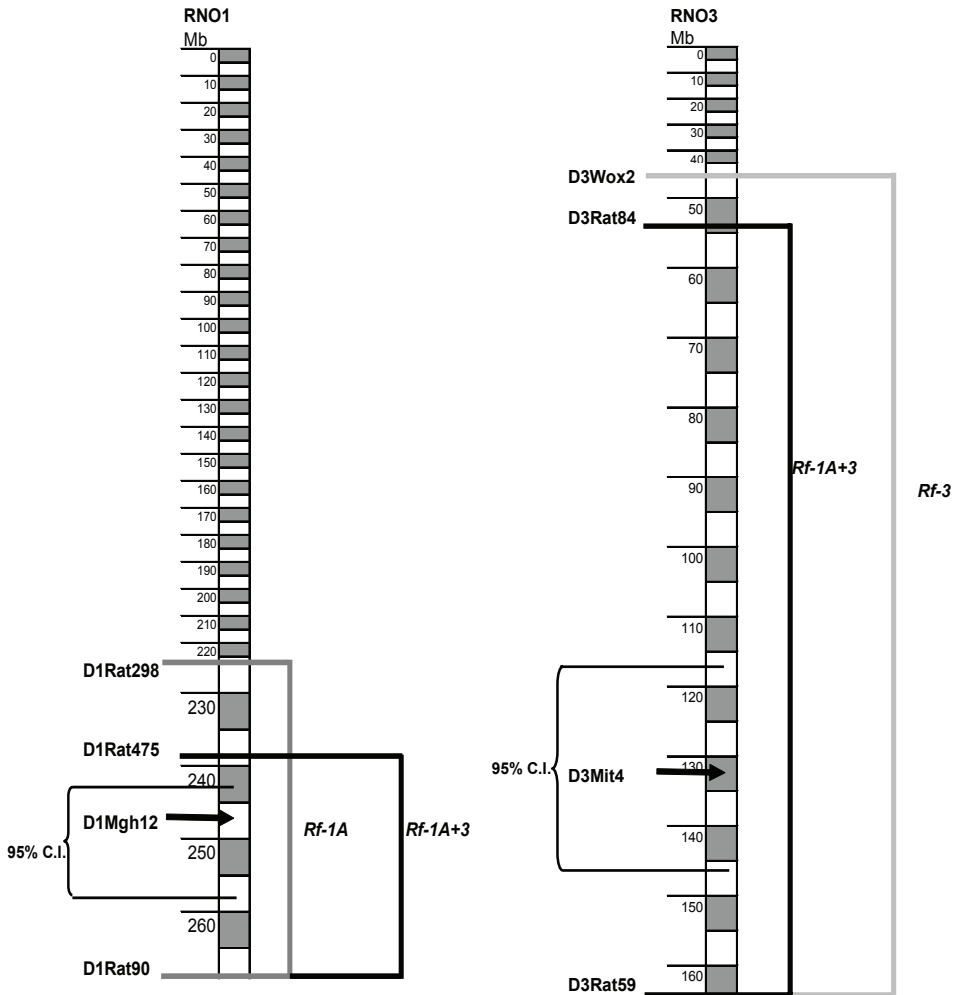 RNO1
Mb
0
10
20
30
40
50
60
70
80
90
100
110
120
130
140
150
160
170
180
190
200
210
220
D1Rat298
230
D1Rat475
240
D1Mgh12
95% C.I.
250
260
D1Rat90
Rf-1A
Rf-1A+3
RNO3
Mb
0
10
20
30
40
D3Wox2
50
D3Rat84
60
70
80
90
100
110
120
130
95% C.I.
D3Mit4
140
150
160
D3Rat59
Rf-1A+3
Rf-3